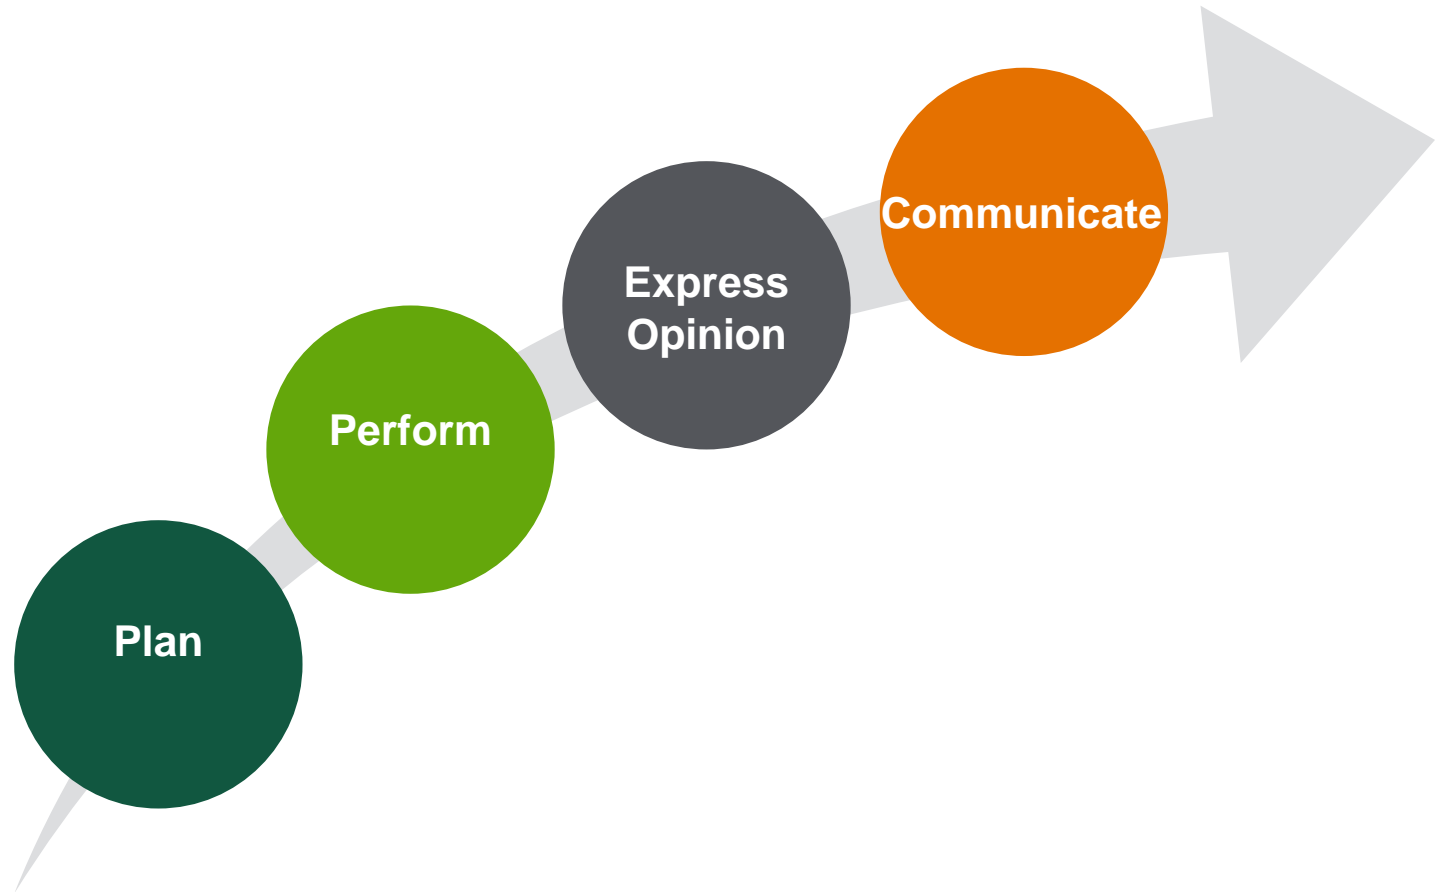 Plan
Perform
Express
Opinion
Communicate